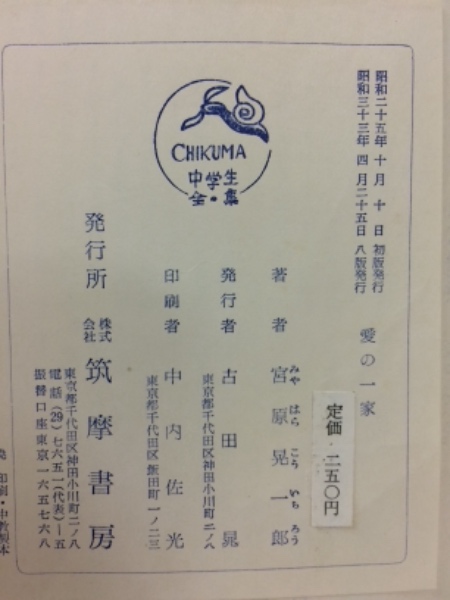 昭和二十五年 十月 十日 初版発行
昭和三十三年 四月二十五日 八版発行
愛の一家
定価・二五〇円
著者 宮原晃一郎
みやはらこういちろう
発行者 古田晁
東京都千代田区神田小川町二ノ八
印刷者 中内佐光
東京都千代田区飯田町一ノ二三
CHIKUMA
中学生
全・集
発行所 株式会社 筑摩書房
東京都千代田区神田小川町二ノ八
電話(29)七六五一(代表)—五
振替口座東京一六五七六八
印刷・中教製本